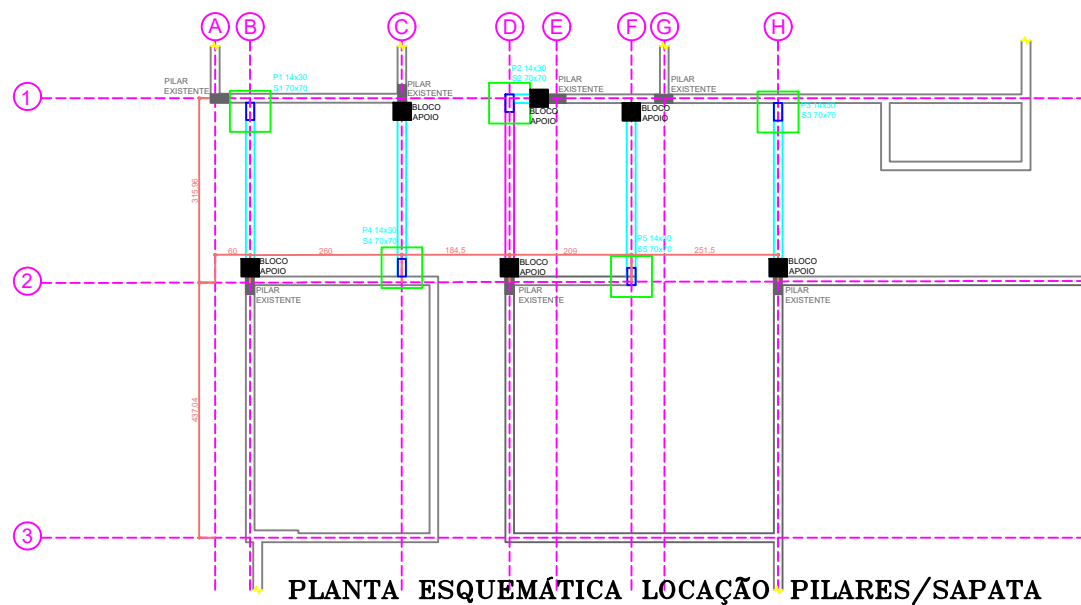 A
B
C
D
E
F
G
H
1
P1 14x30
S1 70x70
P2 14x30
S2 70x70
PILAR
EXISTENTE
PILAR
EXISTENTE
PILAR
EXISTENTE
PILAR
EXISTENTE
BLOCO
APOIO
BLOCO
APOIO
BLOCO
APOIO
P3 14x30
S3 70x70
315,96
P4 14x30
S4 70x70
P5 14x30
S5 70x70
60
260
184,5
209
251,5
2
BLOCO
APOIO
BLOCO
APOIO
BLOCO
APOIO
PILAR
EXISTENTE
PILAR
EXISTENTE
PILAR
EXISTENTE
437,04
3
PLANTA ESQUEMÁTICA LOCAÇÃO PILARES/SAPATA